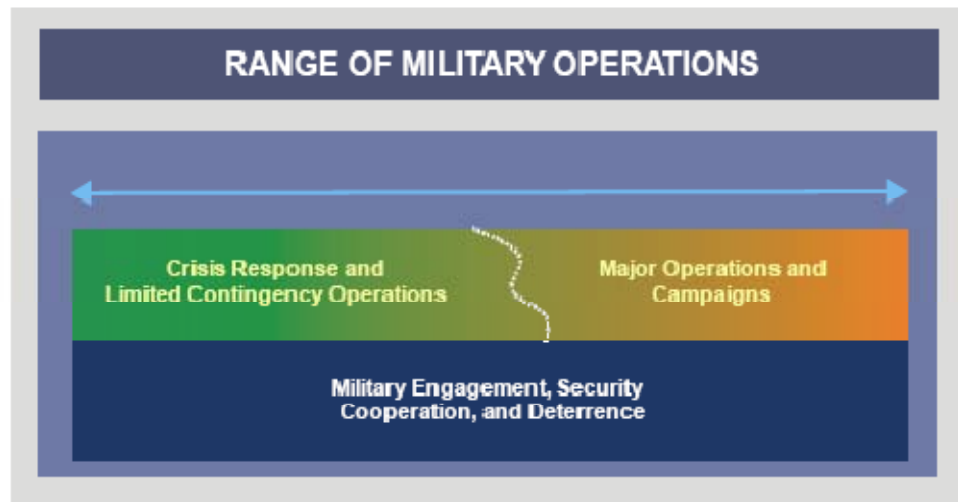 RANGE OF MILITARY OPERATIONS
Crisis Response and
Limited Contingency Operations
Major Operations and
Campaigns
Military Engagement, Security
Cooperation, and Deterrence